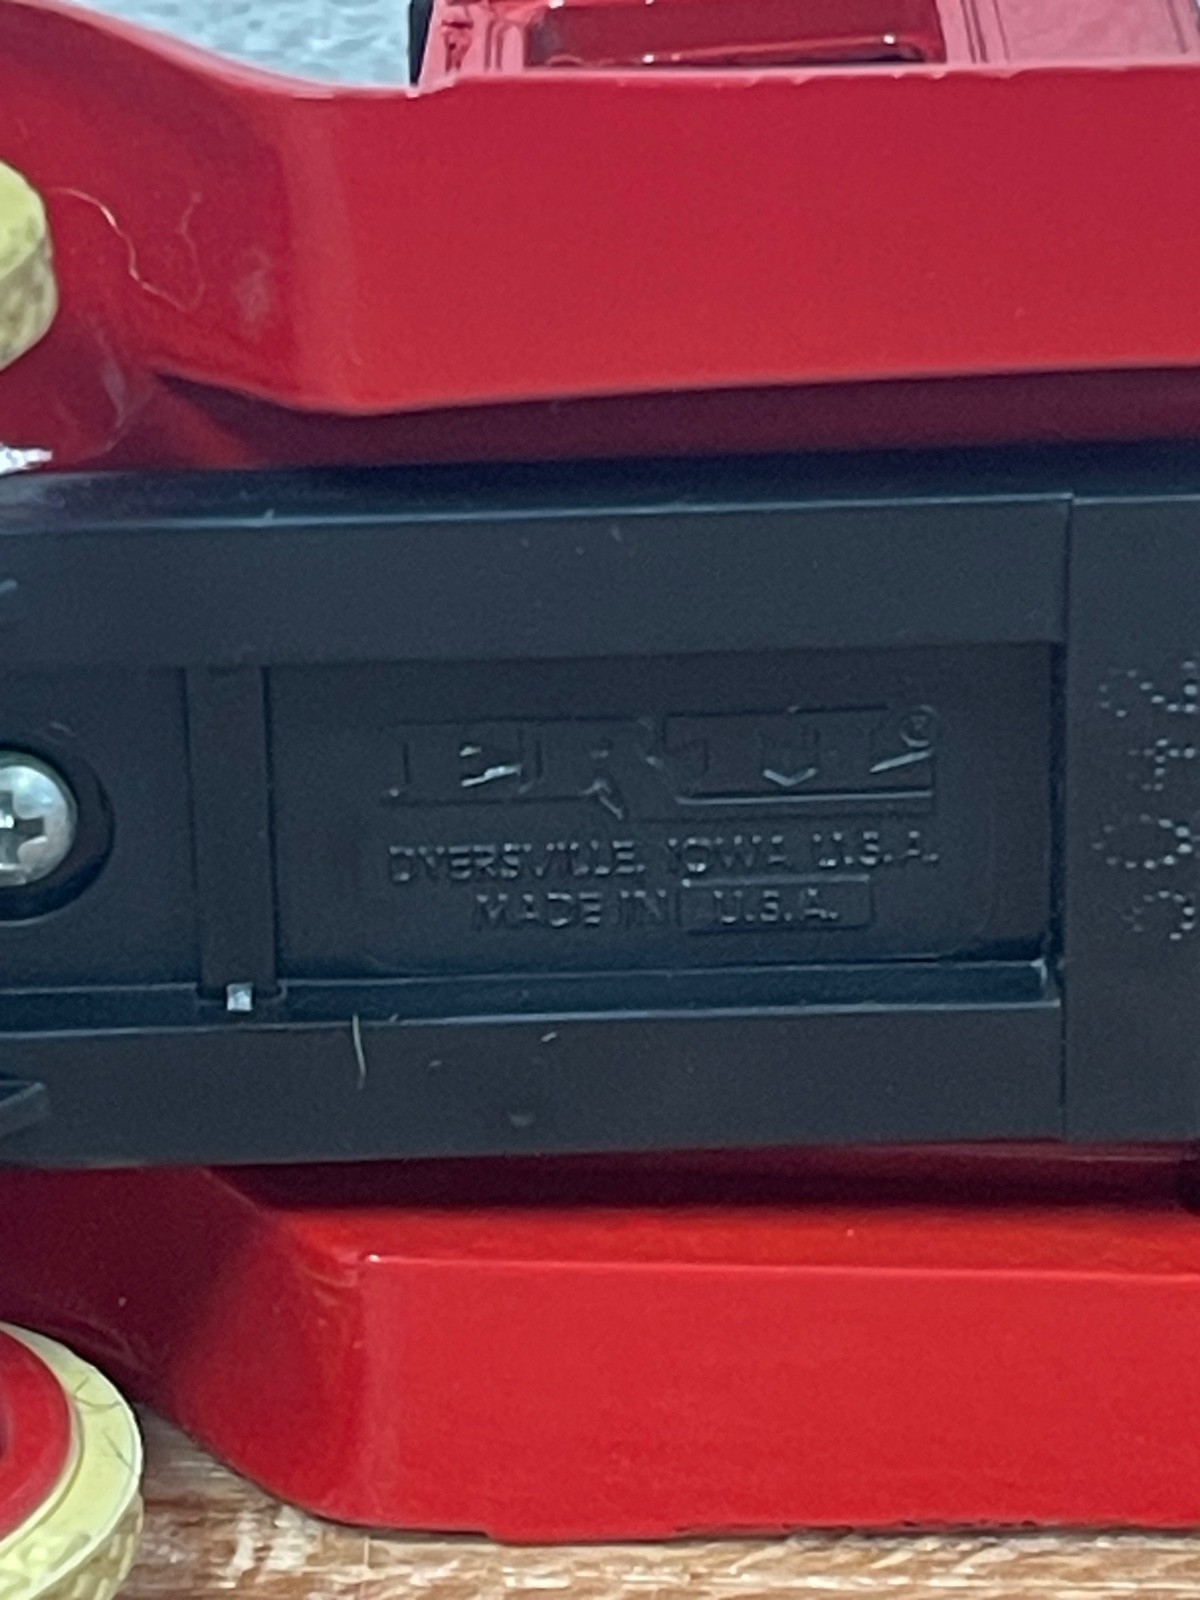 ERTL®
DYERSVILLE, IOWA, U.S.A.
MADE IN U.S.A.